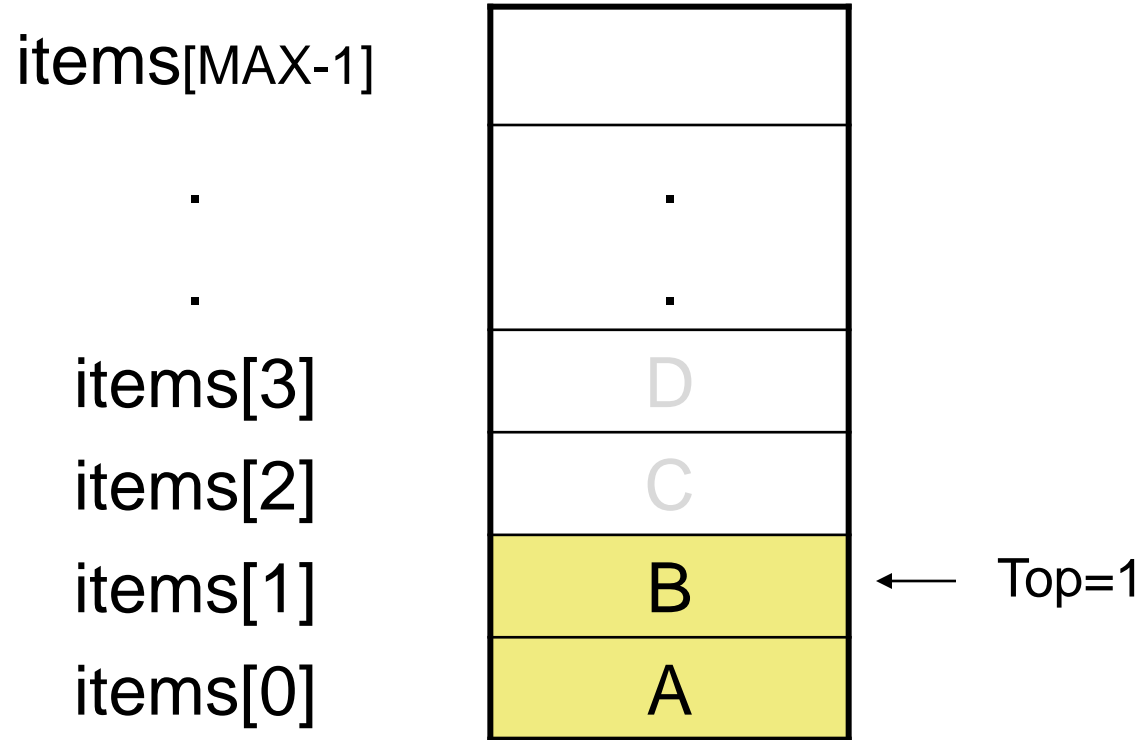 items[MAX-1]
. .
. .
items[3] D
items[2] C
items[1] B Top=1
items[0] A